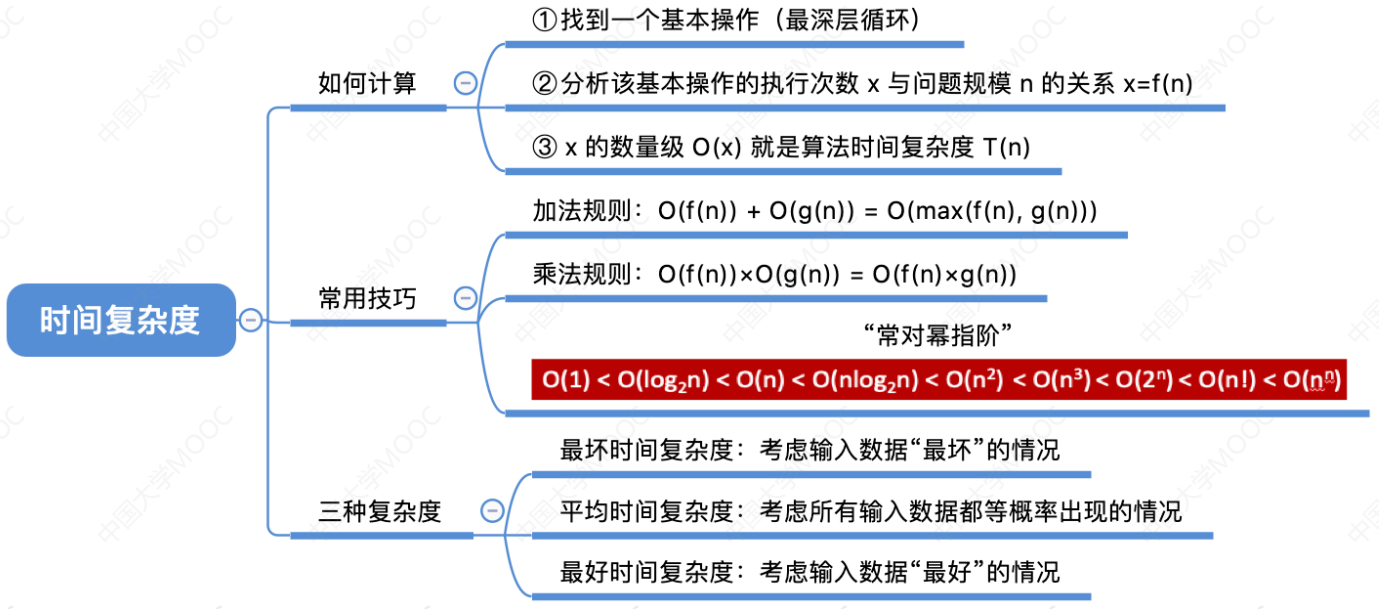 时间复杂度
如何计算
①找到一个基本操作（最深层循环）
②分析该基本操作的执行次数 x 与问题规模 n 的关系 x=f(n)
③ x 的数量级 O(x) 就是算法时间复杂度 T(n)
常用技巧
加法规则：O(f(n)) + O(g(n)) = O(max(f(n), g(n)))
乘法规则：O(f(n))×O(g(n)) = O(f(n)×g(n))
“常对幂指阶”
O(1) < O(log₂n) < O(n) < O(nlog₂n) < O(n²) < O(n³) < O(2ⁿ) < O(n!) < O(nⁿ)
三种复杂度
最坏时间复杂度：考虑输入数据“最坏”的情况
平均时间复杂度：考虑所有输入数据都等概率出现的情况
最好时间复杂度：考虑输入数据“最好”的情况
中国大学MOOC